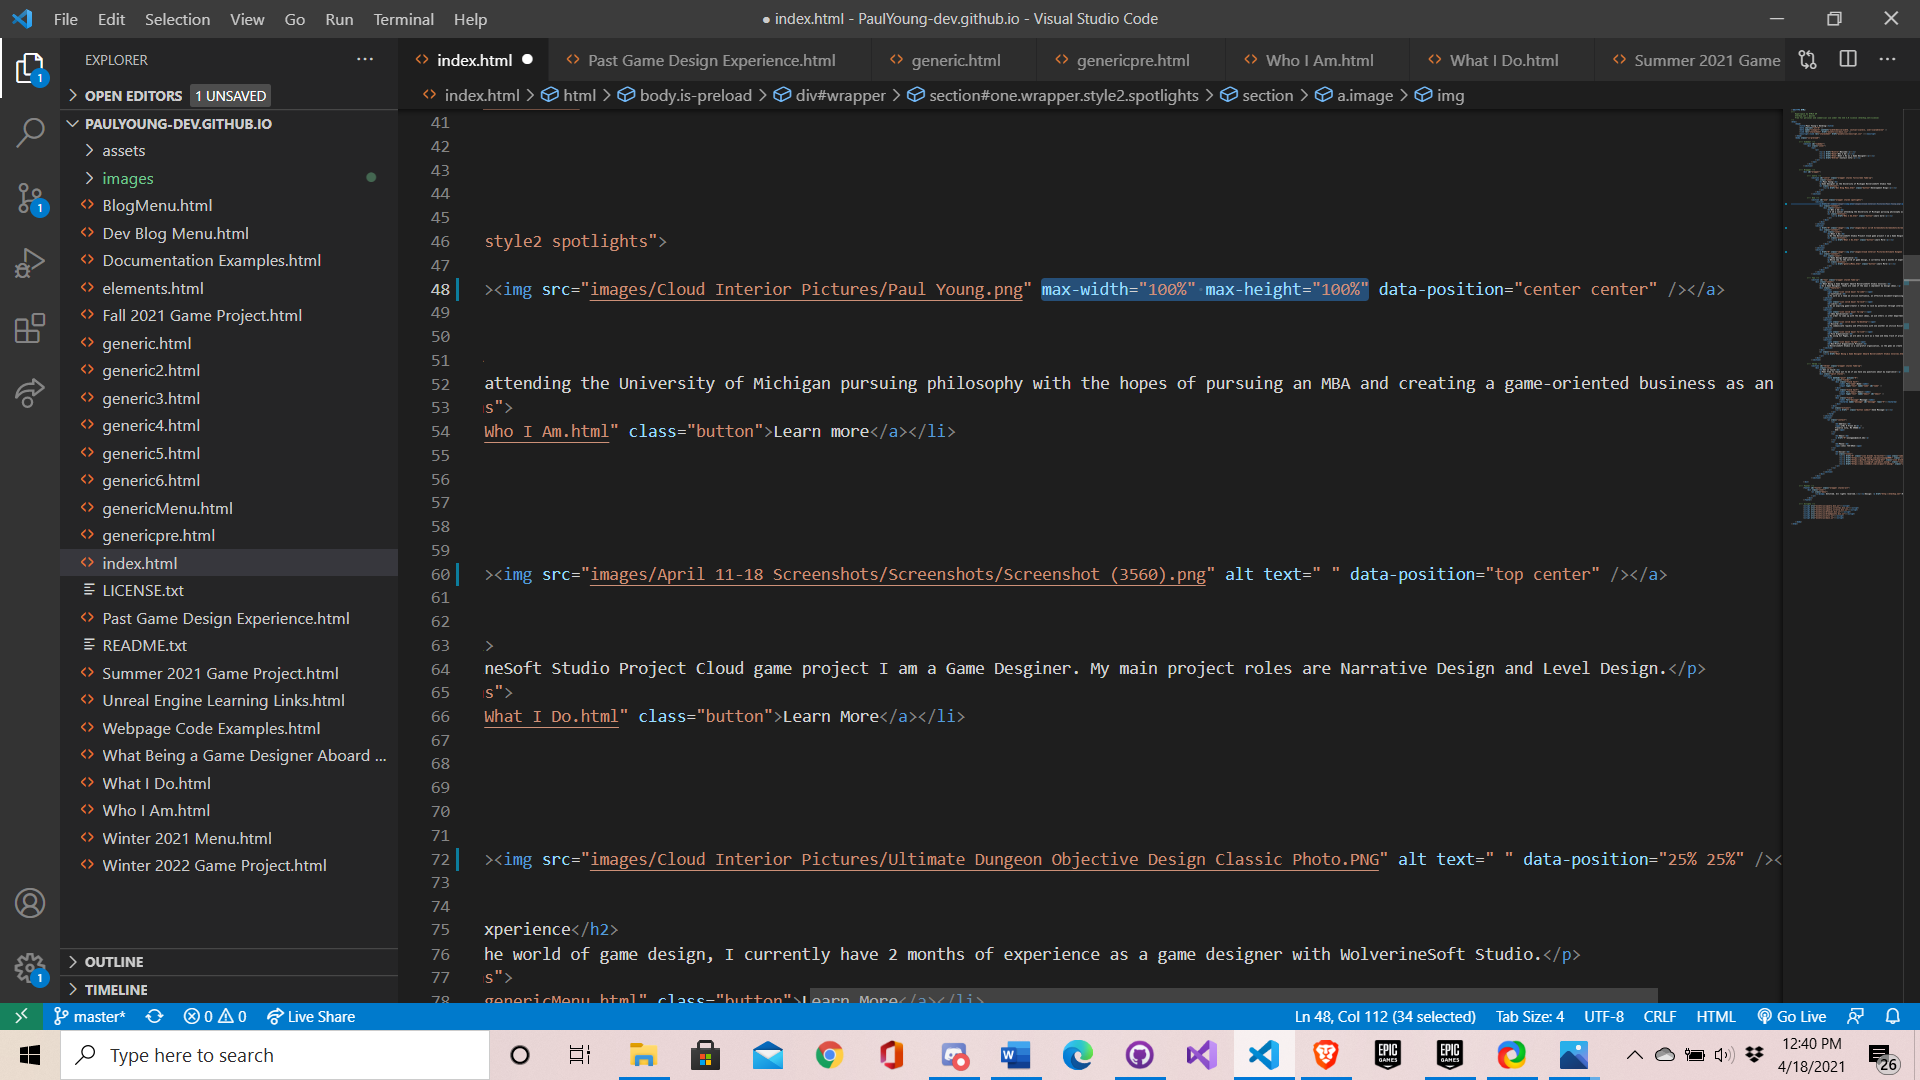 File Edit Selection View Go Run Terminal Help
● index.html - PaulYoung-dev.github.io - Visual Studio Code
EXPLORER ···
index.html ●
Past Game Design Experience.html
generic.html
genericpre.html
Who I Am.html
What I Do.html
Summer 2021 Game
OPEN EDITORS 1 UNSAVED
index.html > html > body.is-preload > div#wrapper > section#one.wrapper.style2.spotlights > section > a.image > img
PAULYOUNG-DEV.GITHUB.IO
assets
images
BlogMenu.html
Dev Blog Menu.html
Documentation Examples.html
elements.html
Fall 2021 Game Project.html
generic.html
generic2.html
generic3.html
generic4.html
generic5.html
generic6.html
genericMenu.html
genericpre.html
index.html
LICENSE.txt
Past Game Design Experience.html
README.txt
Summer 2021 Game Project.html
Unreal Engine Learning Links.html
Webpage Code Examples.html
What Being a Game Designer Aboard ...
What I Do.html
Who I Am.html
Winter 2021 Menu.html
Winter 2022 Game Project.html
OUTLINE
TIMELINE
41
42
43
44
45
46 style2 spotlights">
47
48 ><img src="images/Cloud Interior Pictures/Paul Young.png" max-width="100%" max-height="100%" data-position="center center" /></a>
49
50
51
52 attending the University of Michigan pursuing philosophy with the hopes of pursuing an MBA and creating a game-oriented business as an
53 s">
54 Who I Am.html" class="button">Learn more</a></li>
55
56
57
58
59
60 ><img src="images/April 11-18 Screenshots/Screenshots/Screenshot (3560).png" alt text=" " data-position="top center" /></a>
61
62
63 >
64 neSoft Studio Project Cloud game project I am a Game Desginer. My main project roles are Narrative Design and Level Design.</p>
65 s">
66 What I Do.html" class="button">Learn More</a></li>
67
68
69
70
71
72 ><img src="images/Cloud Interior Pictures/Ultimate Dungeon Objective Design Classic Photo.PNG" alt text=" " data-position="25% 25%" /><
73
74
75 xperience</h2>
76 he world of game design, I currently have 2 months of experience as a game designer with WolverineSoft Studio.</p>
77 s">
78 genericMenu.html" class="button">Learn More</a></li>
master* 0 0 Live Share
Ln 48, Col 112 (34 selected) Tab Size: 4 UTF-8 CRLF HTML Go Live
Type here to search
12:40 PM
4/18/2021
26